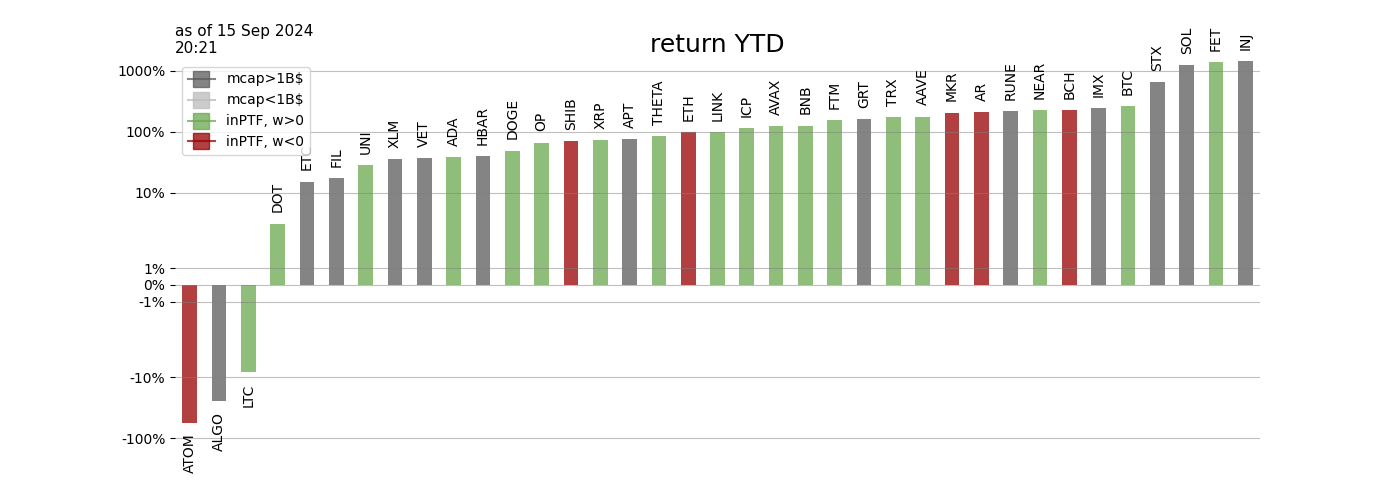 as of 15 Sep 2024
20:21
return YTD
mcap>1B$
mcap<1B$
inPTF, w>0
inPTF, w<0
1000%
100%
10%
1%
0%
-1%
-10%
-100%
ATOM
ALGO
LTC
DOT
ETC
FIL
UNI
XLM
VET
ADA
HBAR
DOGE
OP
SHIB
XRP
APT
THETA
ETH
LINK
ICP
AVAX
BNB
FTM
GRT
TRX
AAVE
MKR
AR
RUNE
NEAR
BCH
IMX
BTC
STX
SOL
FET
INJ